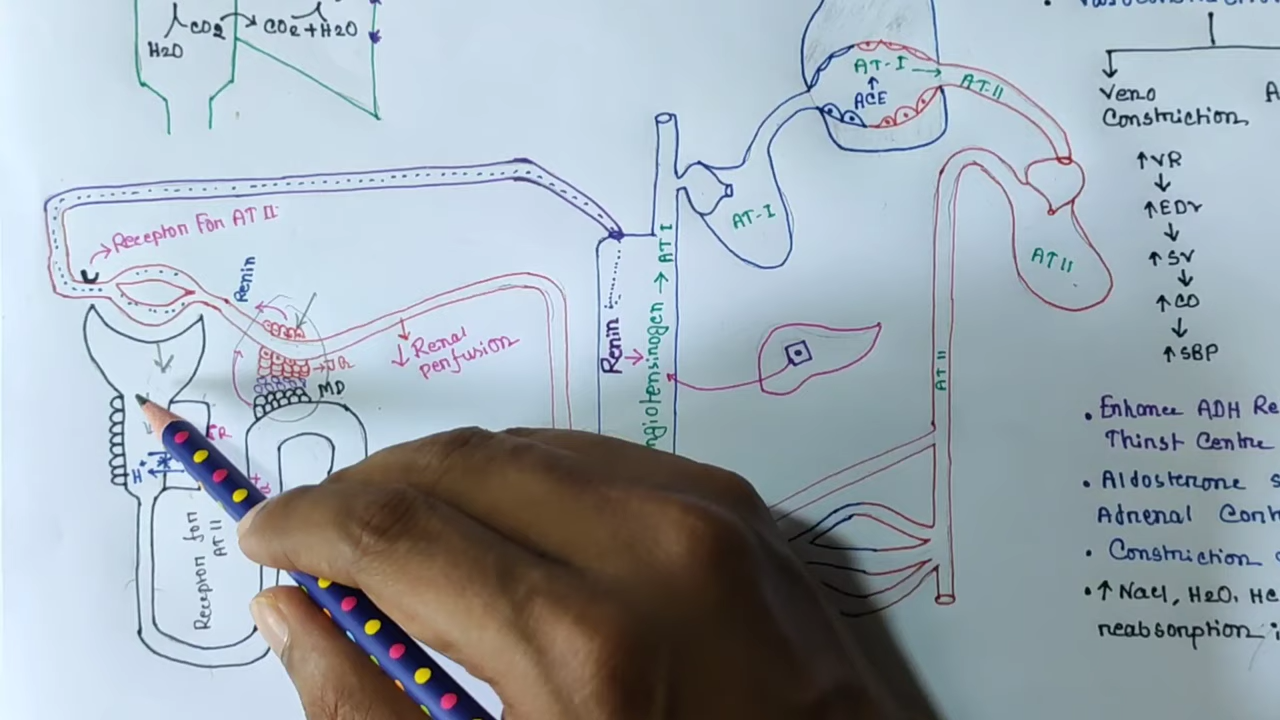 CO2
CO2+H2O
H2O
AT-I
AT-II
ACE
Veno
Constriction
A
↑VR
↓
↑EDV
↓
↑SV
↓
↑CO
↓
↑SBP
AT-I
AT II
Receptor For AT II
Renin
↓ Renal
perfusion
JR
MD
Renin
ngiotensinogen → AT I
AT II
H+
Receptor for
AT II
• Enhance ADH Re
Thirst Centre
• Aldosterone S
Adrenal Cort
• Constriction
• ↑ Nacl, H2O, HC
reabsorption i